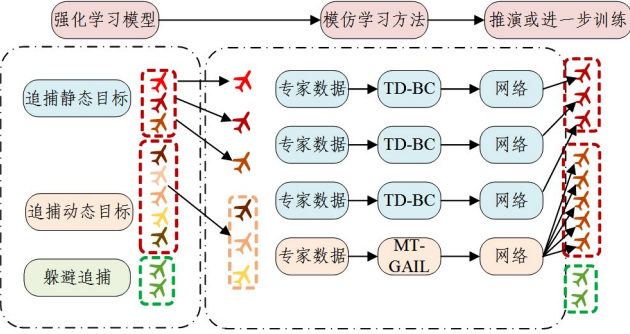 强化学习模型
模仿学习方法
推演或进一步训练
追捕静态目标
追捕动态目标
躲避追捕
专家数据
TD-BC
网络
专家数据
TD-BC
网络
专家数据
TD-BC
网络
专家数据
MT-
GAIL
网络